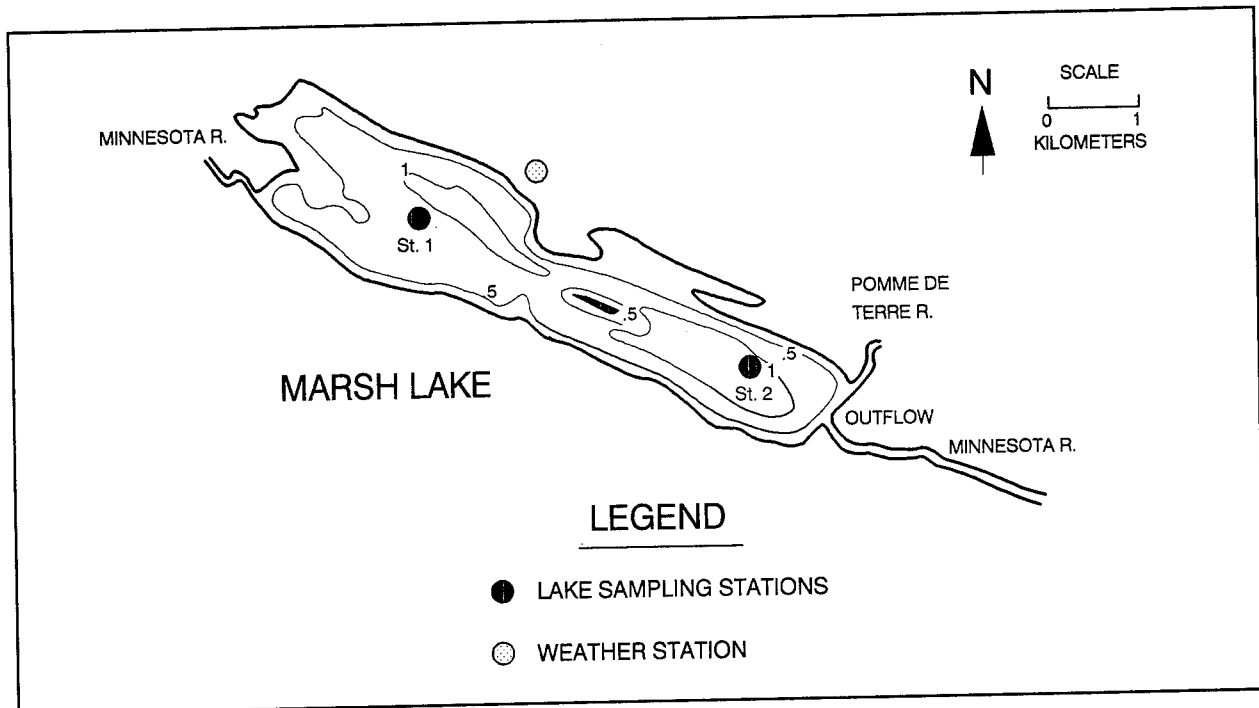 N
SCALE
0 1
KILOMETERS
MINNESOTA R.
1
St. 1
.5
.5
POMME DE
TERRE R.
.5
1
St. 2
OUTFLOW
MINNESOTA R.
MARSH LAKE
LEGEND
LAKE SAMPLING STATIONS
WEATHER STATION